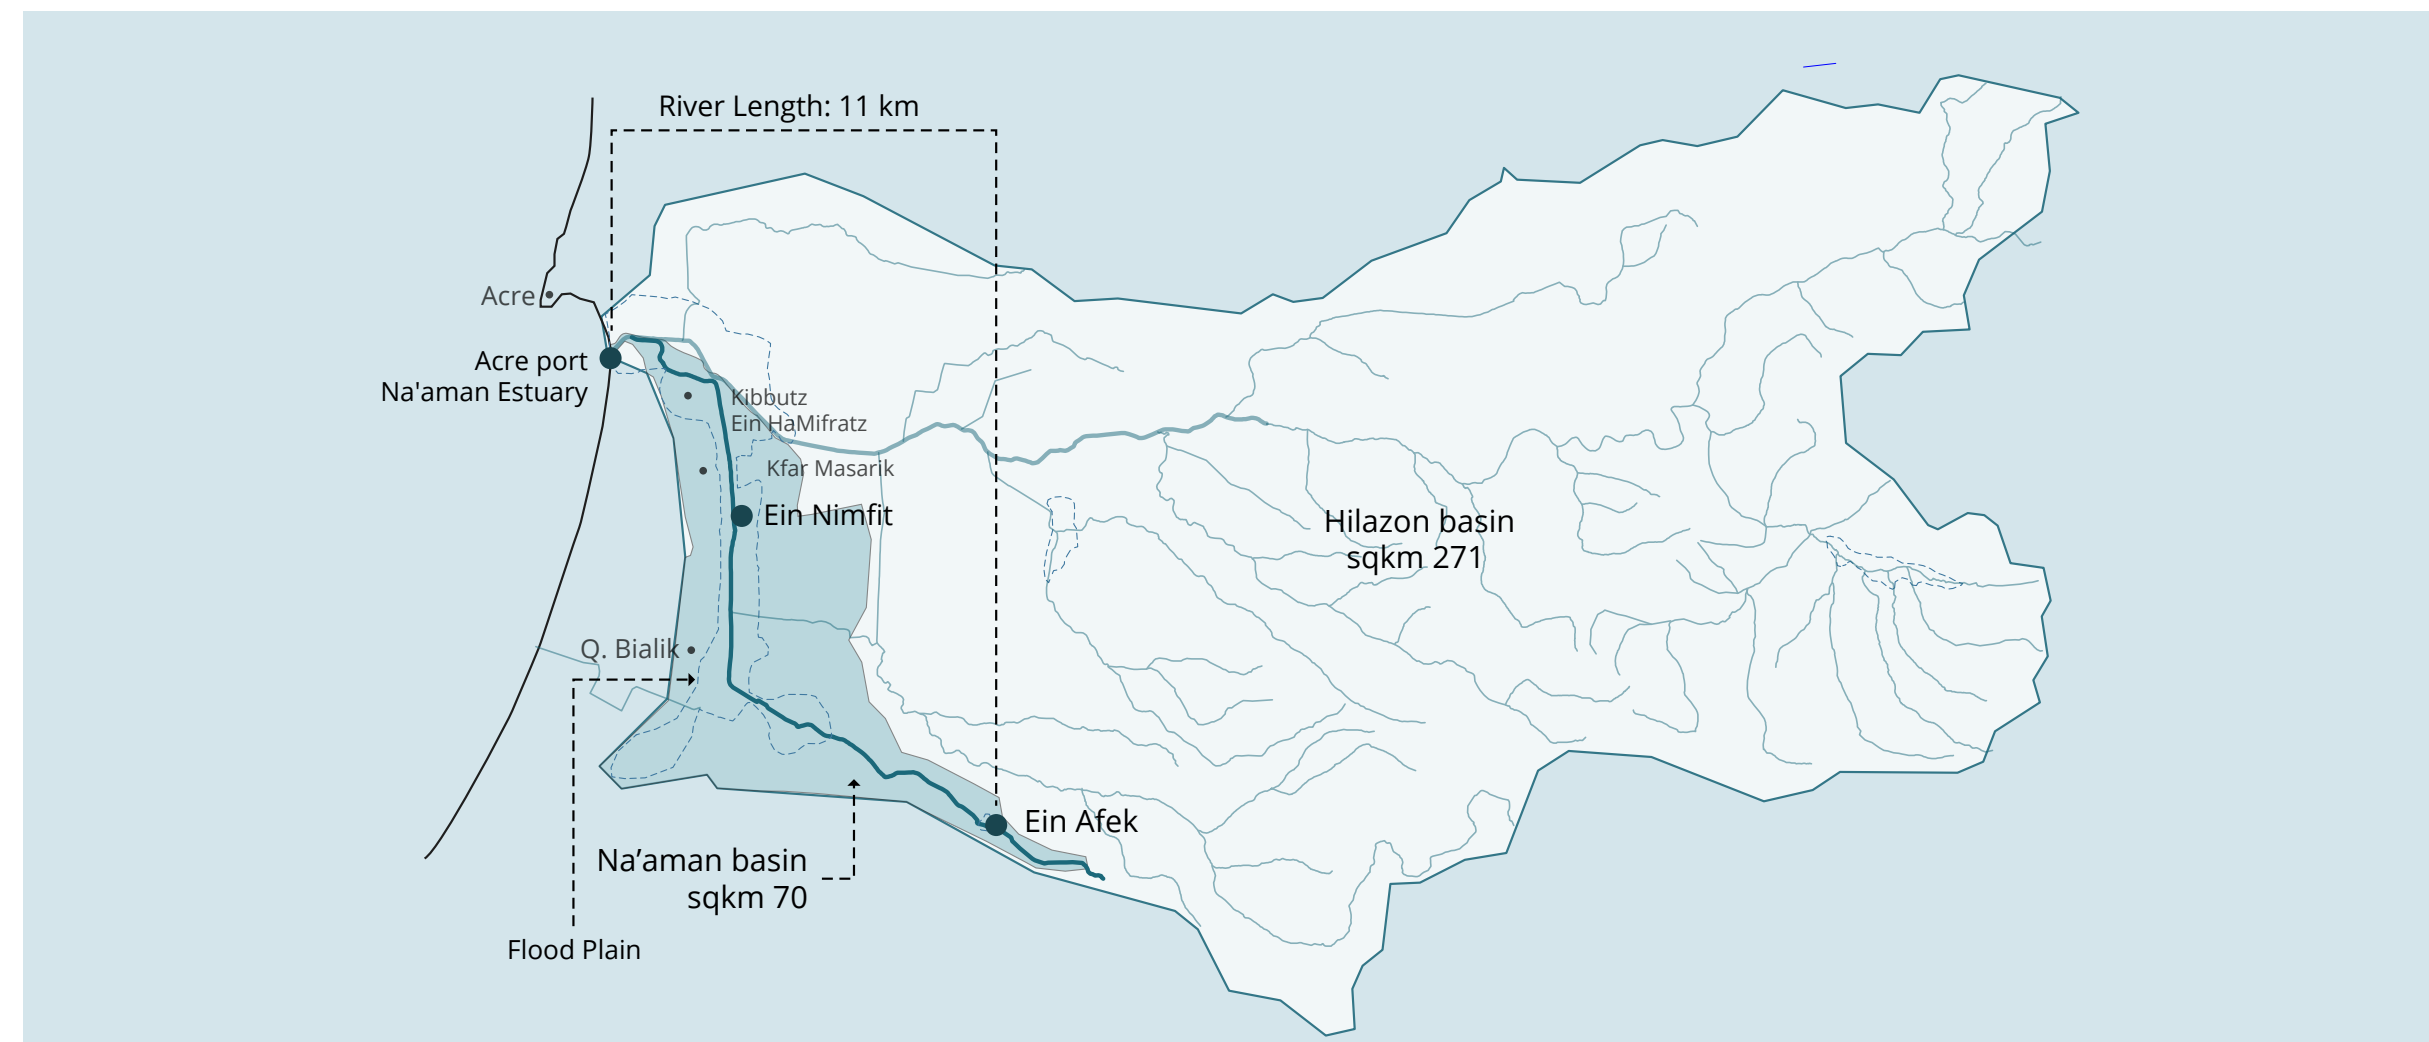 River Length: 11 km
Acre
Acre port
Na'aman Estuary
Kibbutz
Ein HaMifratz
Kfar Masarik
Ein Nimfit
Hilazon basin
sqkm 271
Q. Bialik
Ein Afek
Na’aman basin
sqkm 70
Flood Plain